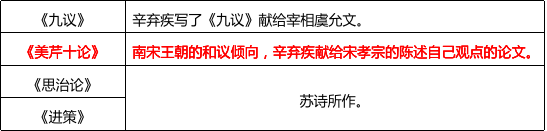 《九议》 辛弃疾写了《九议》献给宰相虞允文。
《美芹十论》 南宋王朝的和议倾向，辛弃疾献给宋孝宗的陈述自己观点的论文。
《思治论》
苏诗所作。
《进策》